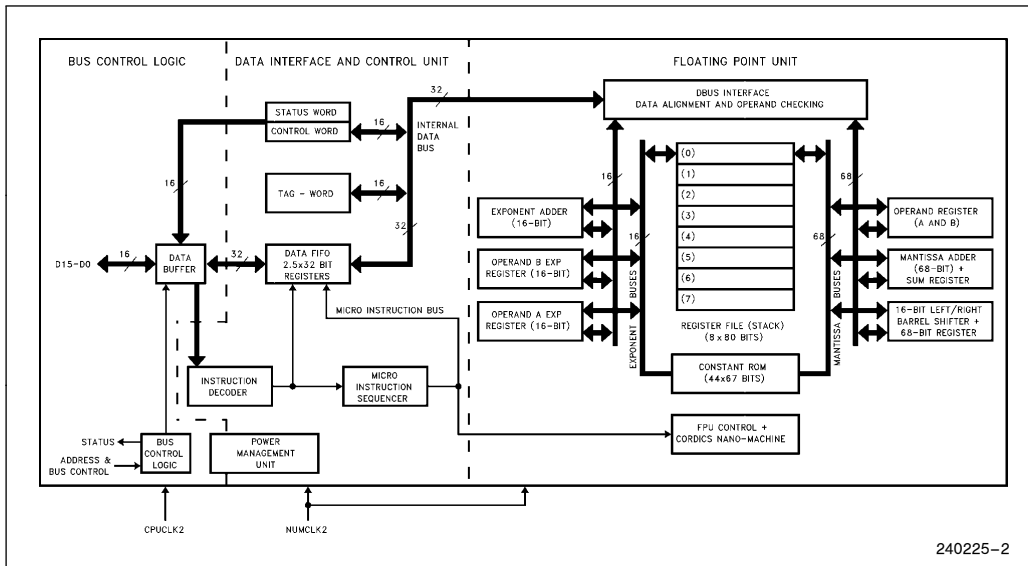 BUS CONTROL LOGIC
DATA INTERFACE AND CONTROL UNIT
FLOATING POINT UNIT
STATUS WORD
CONTROL WORD
16
32
INTERNAL
DATA
BUS
TAG - WORD
16
32
16
D15-D0
16
DATA
BUFFER
32
DATA FIFO
2.5x32 BIT
REGISTERS
MICRO INSTRUCTION BUS
INSTRUCTION
DECODER
MICRO
INSTRUCTION
SEQUENCER
STATUS
ADDRESS &
BUS CONTROL
BUS
CONTROL
LOGIC
POWER
MANAGEMENT
UNIT
CPUCLK2
NUMCLK2
DBUS INTERFACE
DATA ALIGNMENT AND OPERAND CHECKING
16
68
EXPONENT ADDER
(16-BIT)
OPERAND B EXP
REGISTER (16-BIT)
OPERAND A EXP
REGISTER (16-BIT)
16
EXPONENT BUSES
(0)
(1)
(2)
(3)
(4)
(5)
(6)
(7)
REGISTER FILE (STACK)
(8x80 BITS)
CONSTANT ROM
(44x67 BITS)
68
MANTISSA BUSES
OPERAND REGISTER
(A AND B)
MANTISSA ADDER
(68-BIT) +
SUM REGISTER
16-BIT LEFT/RIGHT
BARREL SHIFTER +
68-BIT REGISTER
FPU CONTROL +
CORDICS NANO-MACHINE
240225-2